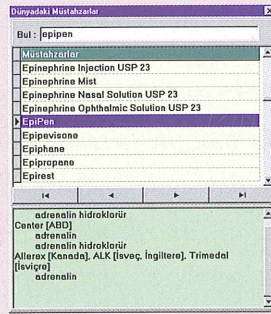 Dünyadaki Müstahzarlar
Bul : epipen
Müstahzarlar
Epinephrine Injection USP 23
Epinephrine Mist
Epinephrine Nasal Solution USP 23
Epinephrine Ophthalmic Solution USP 23
EpiPen
Epipevisone
Epiphane
Epipropane
Epirest
adrenalin hidroklorür
Center [ABD]
adrenalin
adrenalin hidroklorür
Allerex [Kanada], ALK [İsveç, İngiltere], Trimedal
[İsviçre]
adrenalin